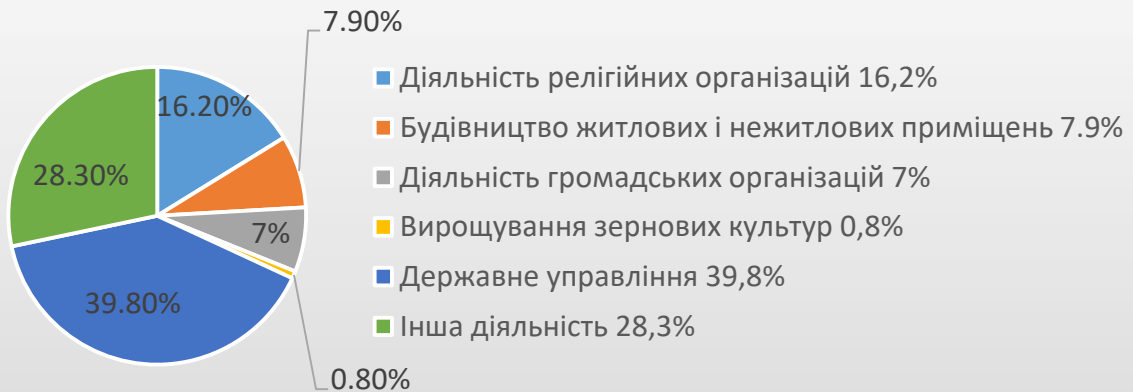 7.90%
16.20%
28.30%
7%
39.80%
0.80%
Діяльність релігійних організацій 16,2%
Будівництво житлових і нежитлових приміщень 7.9%
Діяльність громадських організацій 7%
Вирощування зернових культур 0,8%
Державне управління 39,8%
Інша діяльність 28,3%